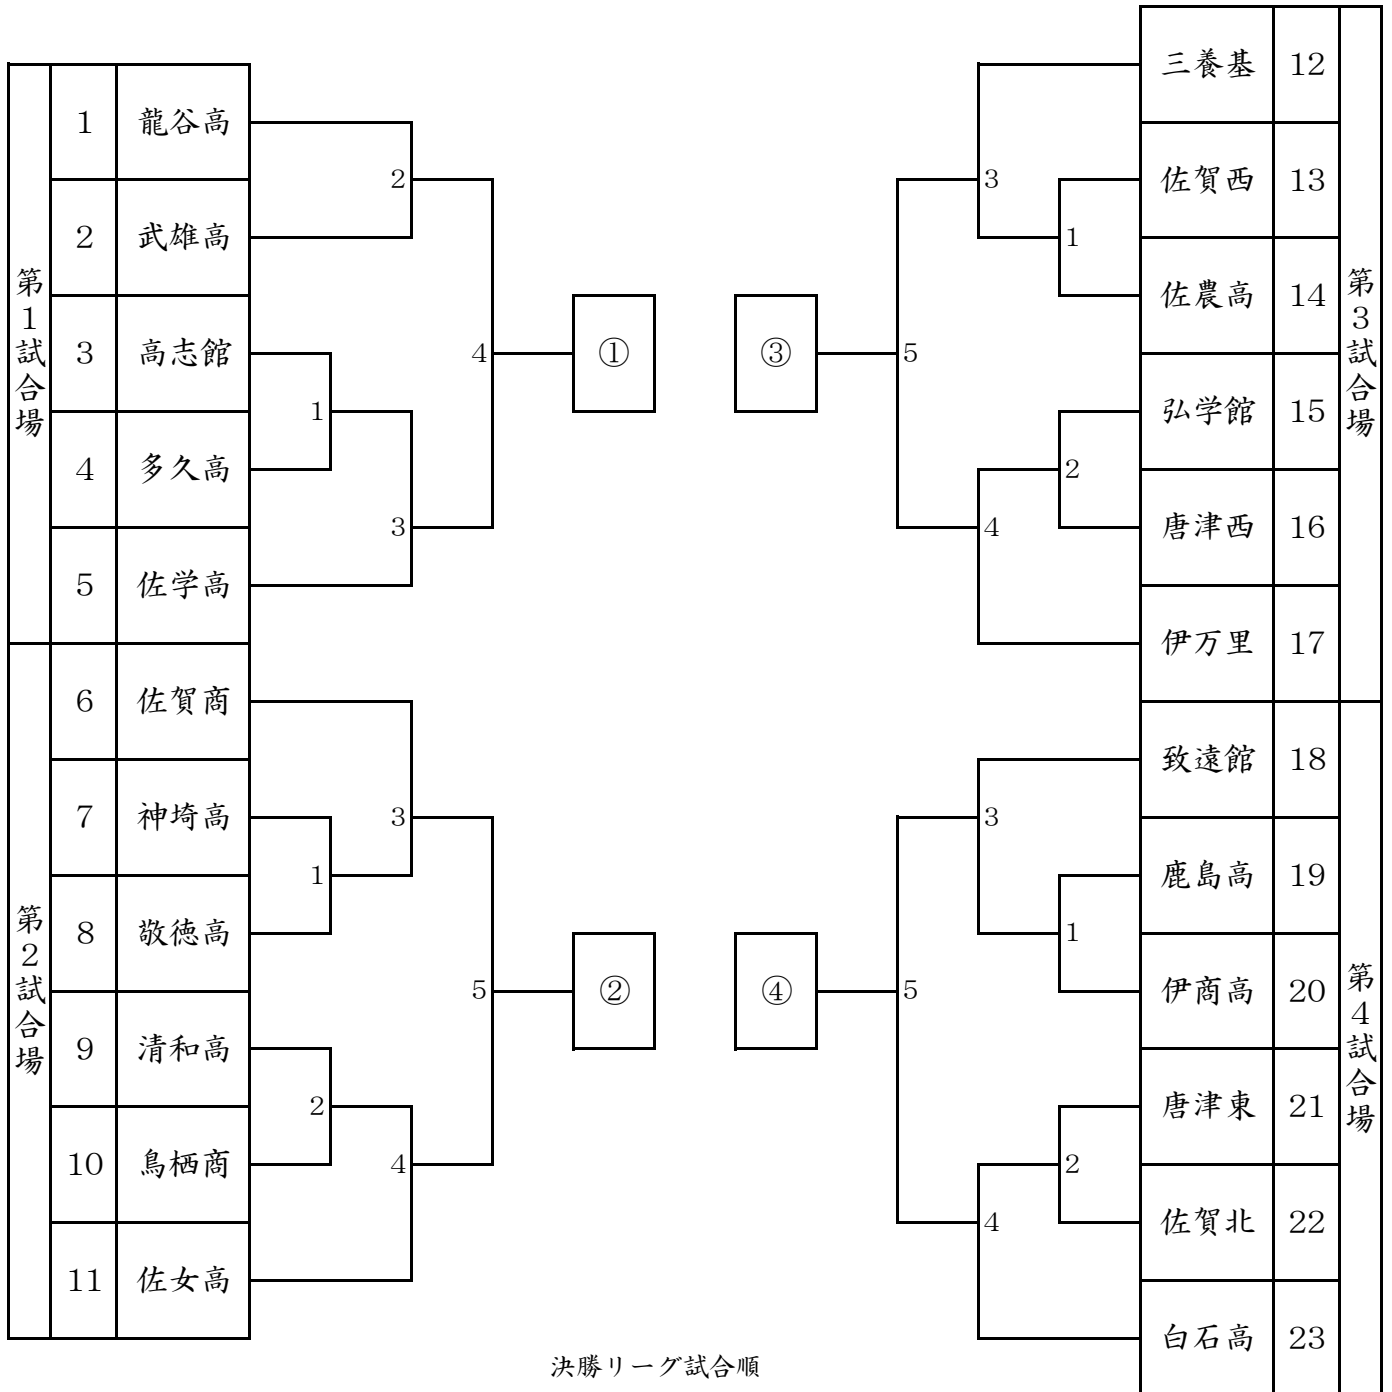 第1試合場
1 龍谷高
2 武雄高
3 高志館
4 多久高
5 佐学高
2
1
3
4
①
第2試合場
6 佐賀商
7 神埼高
8 敬徳高
9 清和高
10 鳥栖商
11 佐女高
3
1
2
4
5
②
三養基 12
佐賀西 13
佐農高 14
弘学館 15
唐津西 16
伊万里 17
第3試合場
3
1
2
4
5
③
致遠館 18
鹿島高 19
伊商高 20
唐津東 21
佐賀北 22
白石高 23
第4試合場
3
1
2
4
5
④
決勝リーグ試合順